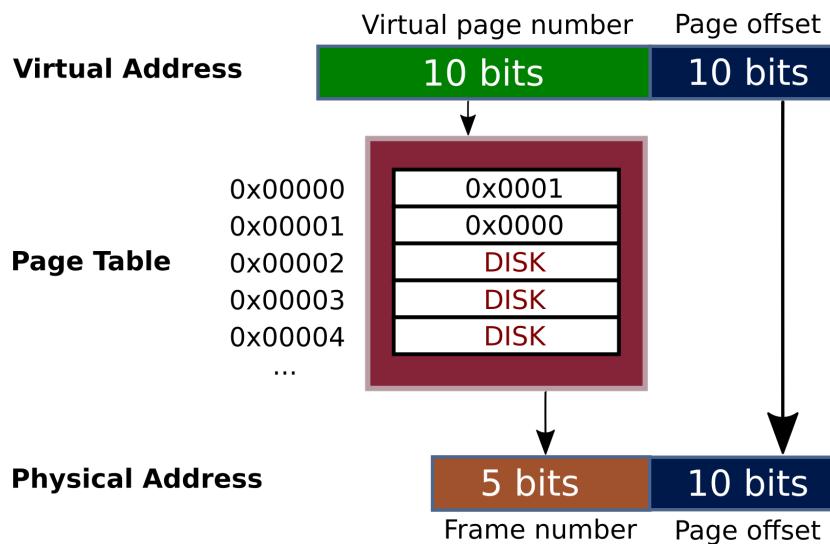 Virtual page number Page offset
Virtual Address 10 bits 10 bits
0x00000 0x0001
0x00001 0x0000
Page Table 0x00002 DISK
0x00003 DISK
0x00004 DISK
...
Physical Address 5 bits 10 bits
Frame number Page offset